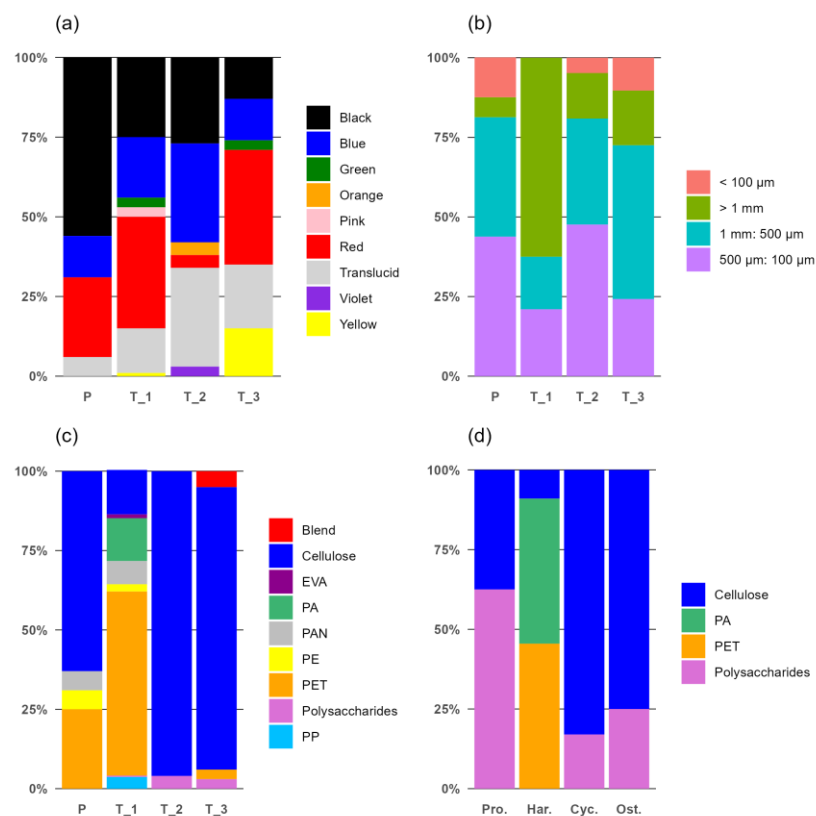 (a)
100%
75%
50%
25%
0%
P T_1 T_2 T_3
Black
Blue
Green
Orange
Pink
Red
Translucid
Violet
Yellow
(b)
100%
75%
50%
25%
0%
P T_1 T_2 T_3
< 100 µm
> 1 mm
1 mm: 500 µm
500 µm: 100 µm
(c)
100%
75%
50%
25%
0%
P T_1 T_2 T_3
Blend
Cellulose
EVA
PA
PAN
PE
PET
Polysaccharides
PP
(d)
100%
75%
50%
25%
0%
Pro. Har. Cyc. Ost.
Cellulose
PA
PET
Polysaccharides